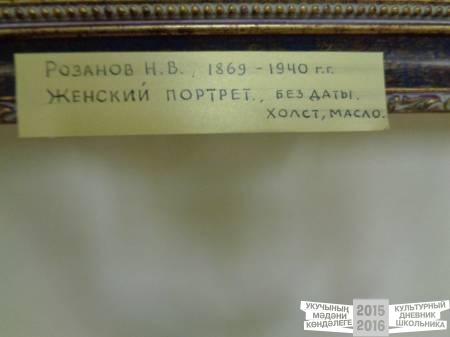 РОЗАНОВ Н.В., 1869 - 1940 г.г.
ЖЕНСКИЙ ПОРТРЕТ., БЕЗ ДАТЫ.
ХОЛСТ, МАСЛО.
УКУЧЫНЫҢ
МӘДӘНИ
КӨНДӘЛЕГЕ
2015
2016
КУЛЬТУРНЫЙ
ДНЕВНИК
ШКОЛЬНИКА